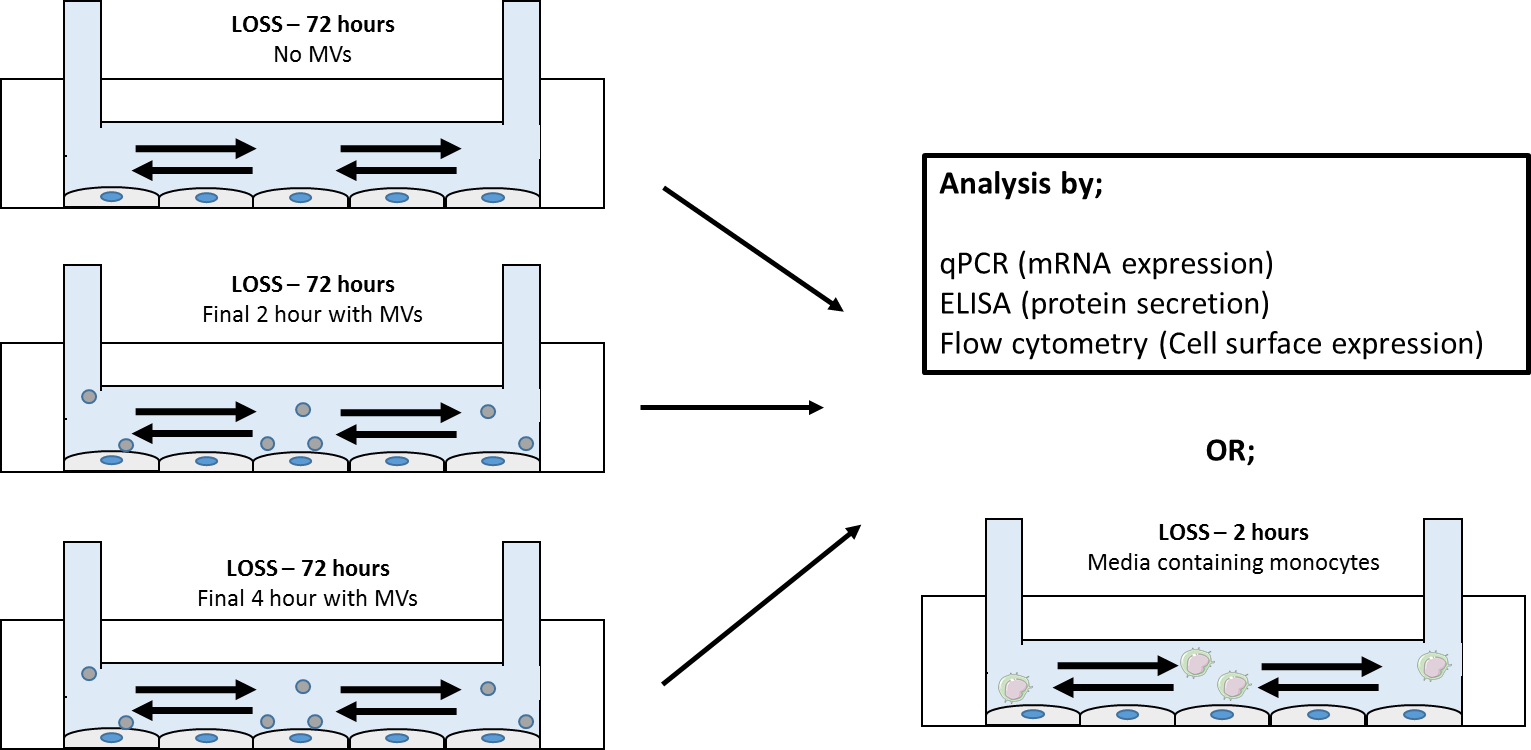 LOSS – 72 hours
No MVs
LOSS – 72 hours
Final 2 hour with MVs
LOSS – 72 hours
Final 4 hour with MVs
Analysis by;
qPCR (mRNA expression)
ELISA (protein secretion)
Flow cytometry (Cell surface expression)
OR;
LOSS – 2 hours
Media containing monocytes